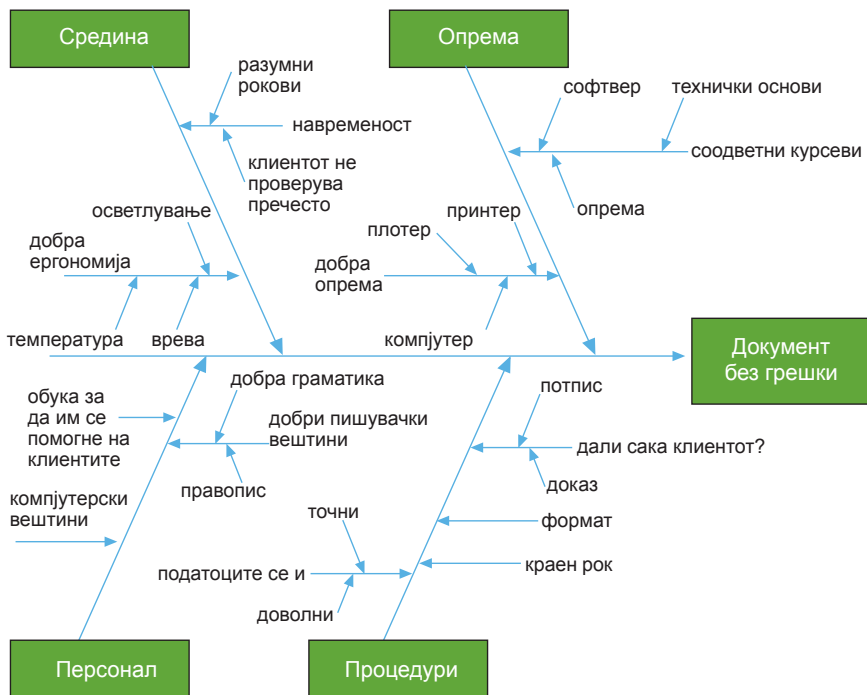 Средина
Опрема
разумни
рокови
навременост
клиентот не
проверува
пречесто
софтвер
технички основи
соодветни курсеви
опрема
осветлување
добра
ергономија
температура
врева
принтер
плотер
добра
опрема
компјутер
Документ
без грешки
добра граматика
обука за
да им се
помогне на
клиентите
добри пишувачки
вештини
правопис
компјутерски
вештини
потпис
дали сака клиентот?
доказ
формат
точни
краен рок
податоците се и
доволни
Персонал
Процедури